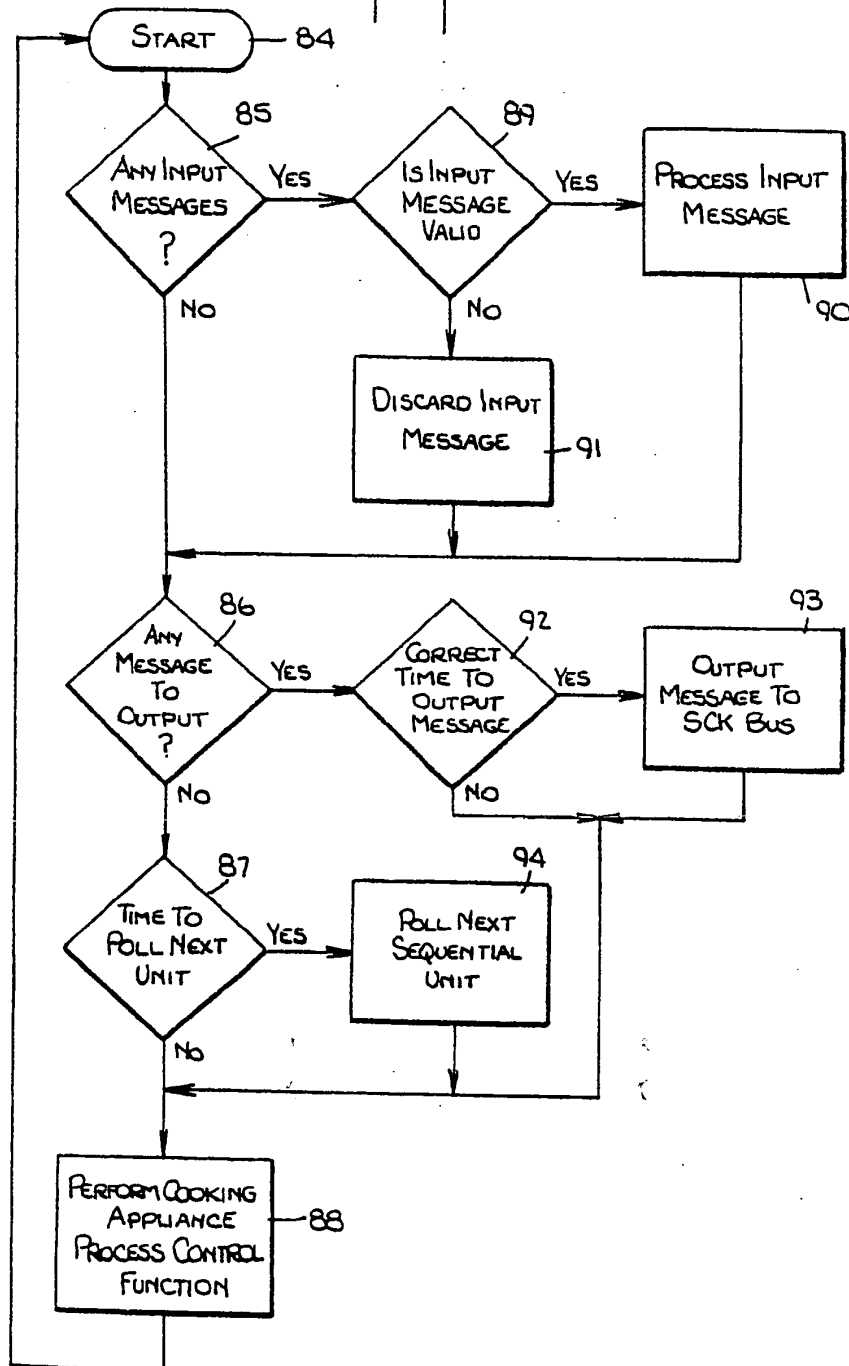 START
84
85
ANY INPUT
MESSAGES
?
YES
NO
89
IS INPUT
MESSAGE
VALID
YES
NO
PROCESS INPUT
MESSAGE
90
DISCARD INPUT
MESSAGE
91
86
ANY
MESSAGE
TO
OUTPUT
?
YES
NO
92
CORRECT
TIME TO
OUTPUT
MESSAGE
YES
NO
93
OUTPUT
MESSAGE TO
SCK BUS
87
TIME TO
POLL NEXT
UNIT
YES
NO
94
POLL NEXT
SEQUENTIAL
UNIT
PERFORM COOKING
APPLIANCE
PROCESS CONTROL
FUNCTION
88